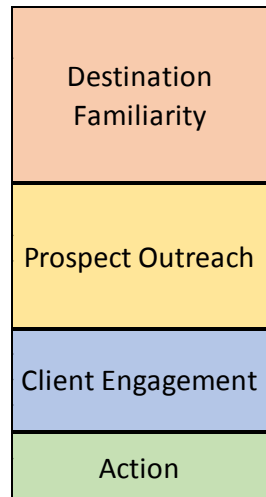 Destination
Familiarity
Prospect Outreach
Client Engagement
Action